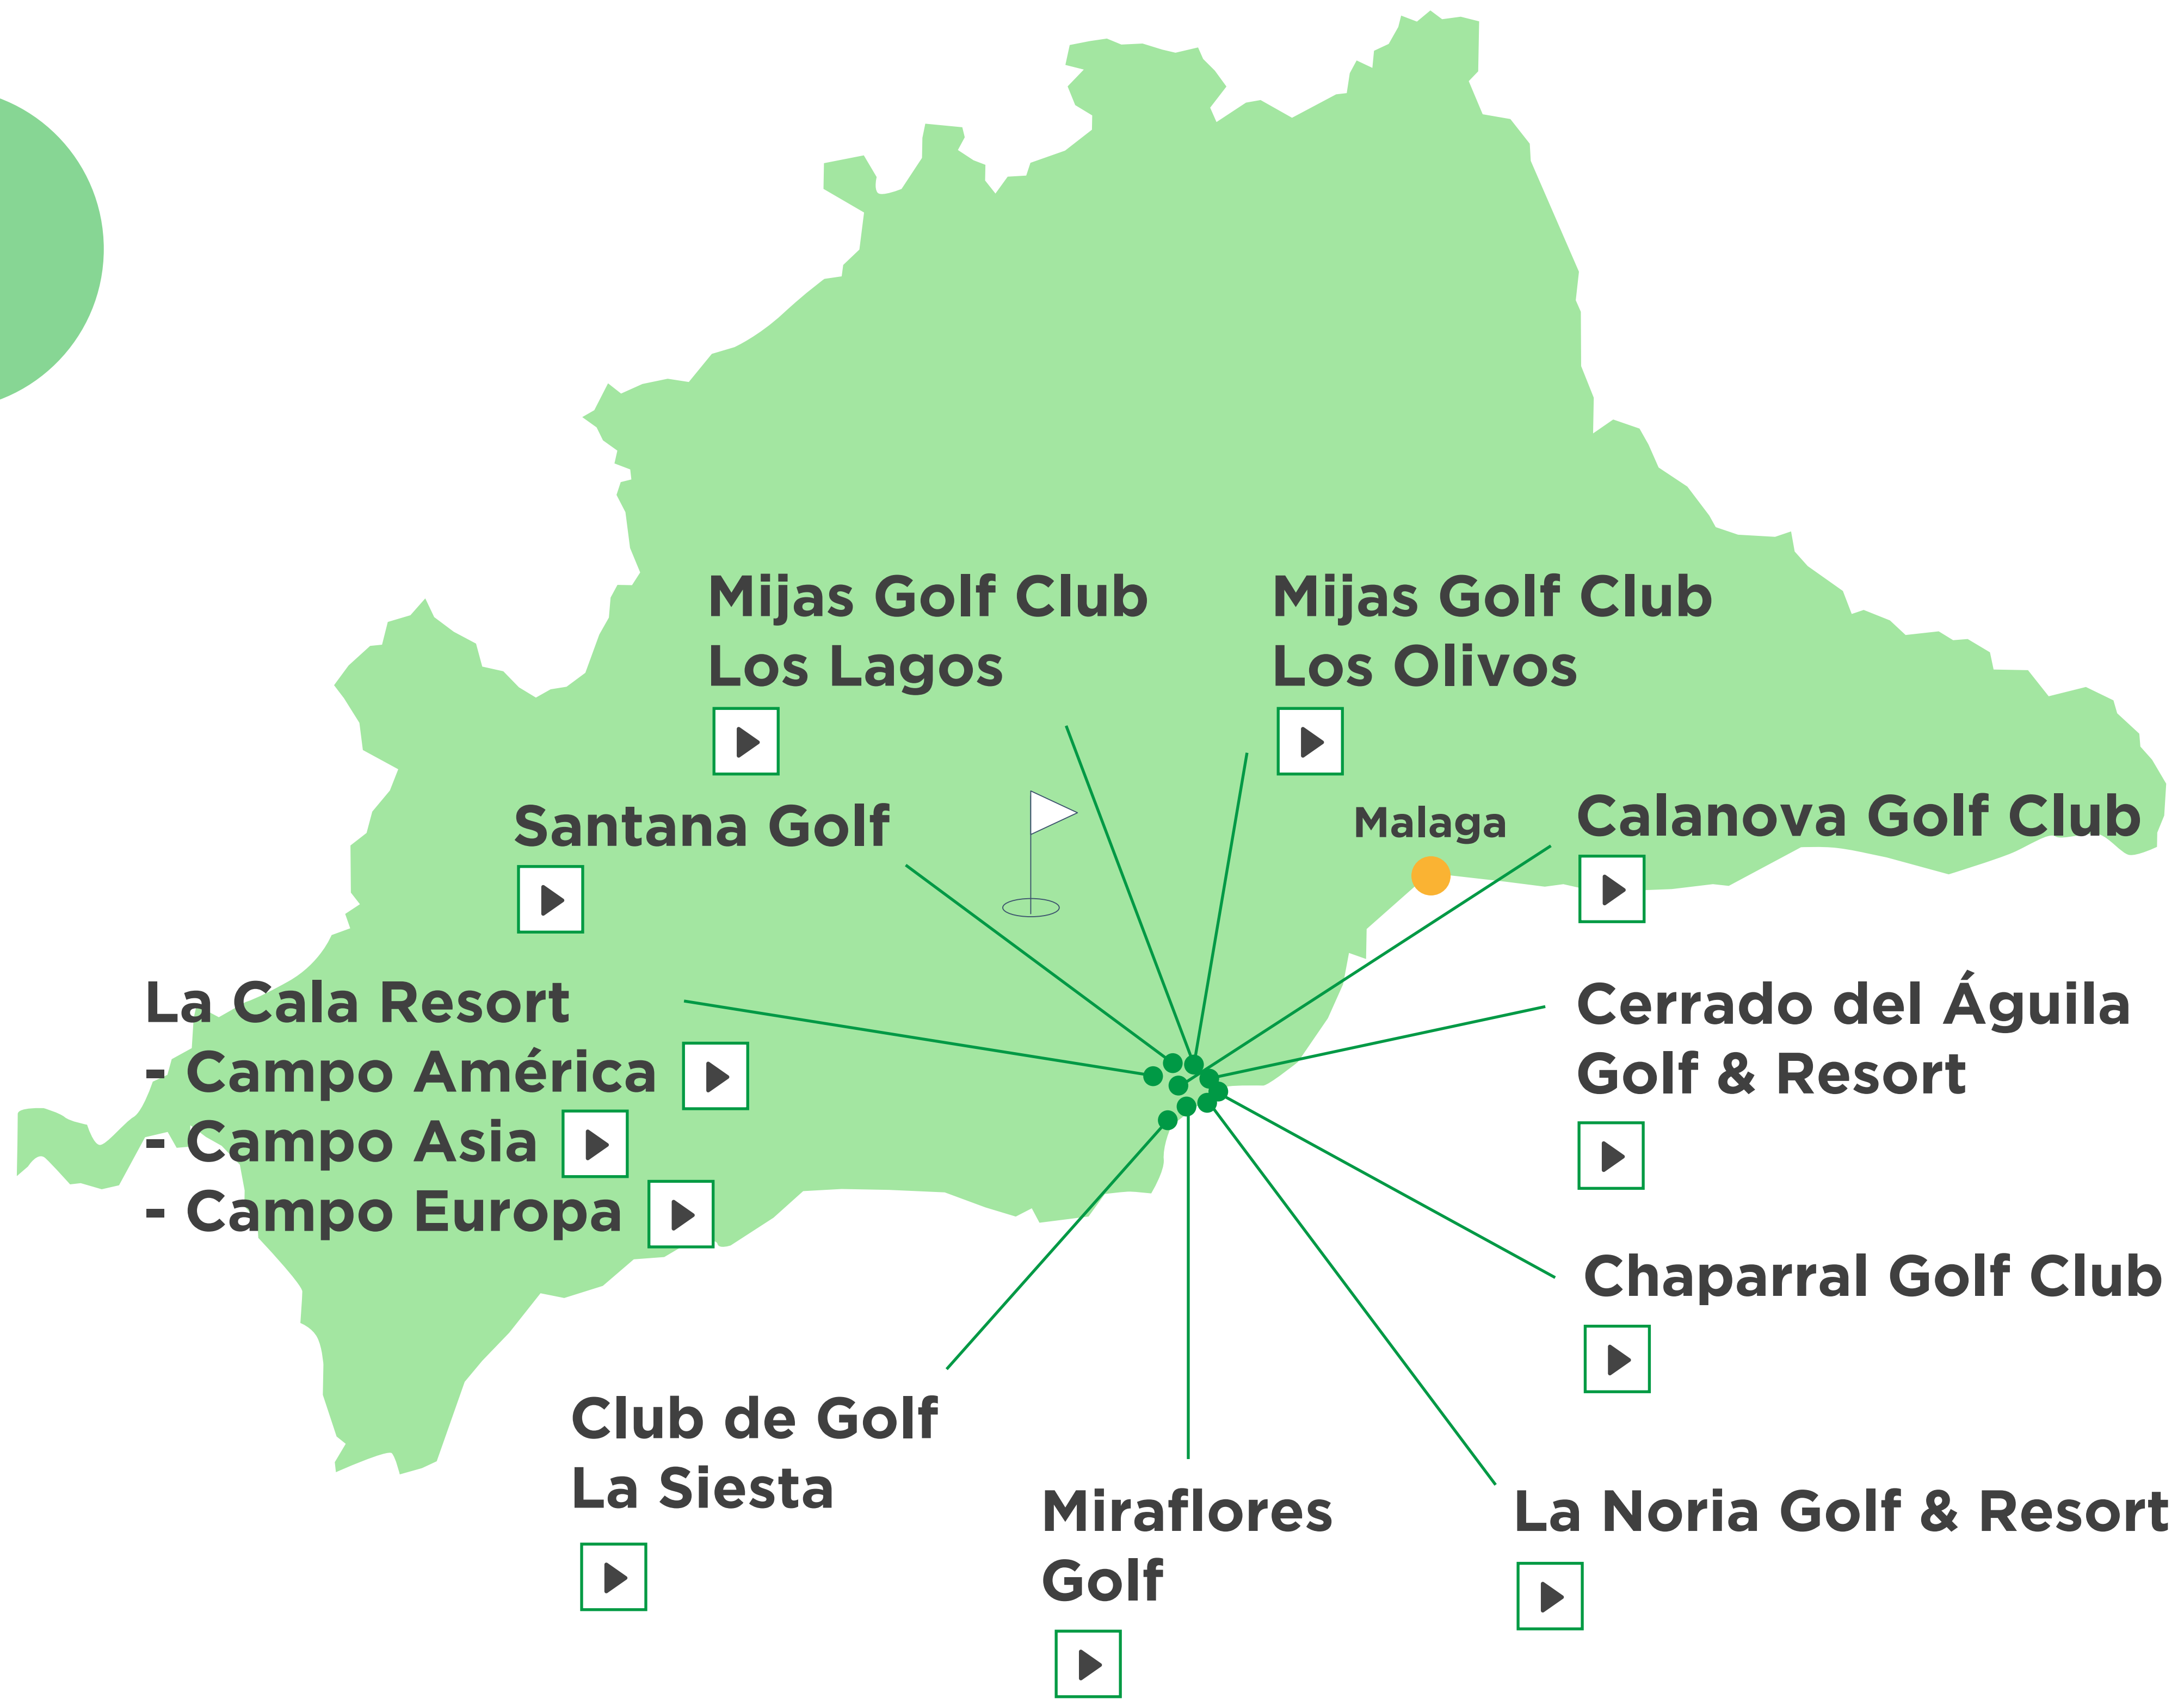 Mijas Golf Club
Los Lagos
Mijas Golf Club
Los Olivos
Santana Golf
Malaga
Calanova Golf Club
La Cala Resort
- Campo América
- Campo Asia
- Campo Europa
Cerrado del Águila
Golf & Resort
Chaparral Golf Club
Club de Golf
La Siesta
Miraflores
Golf
La Noria Golf & Resort